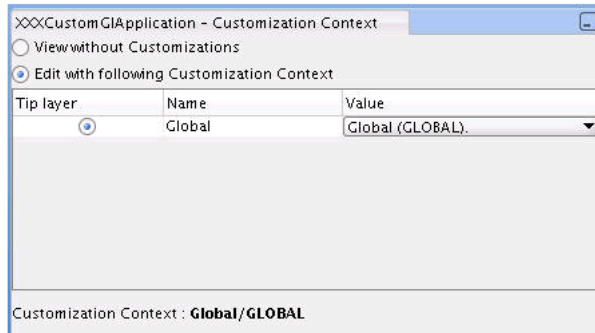 XXXCustomGlApplication - Customization Context
View without Customizations
Edit with following Customization Context
Tip layer Name Value
Global Global (GLOBAL).
Customization Context : Global/GLOBAL